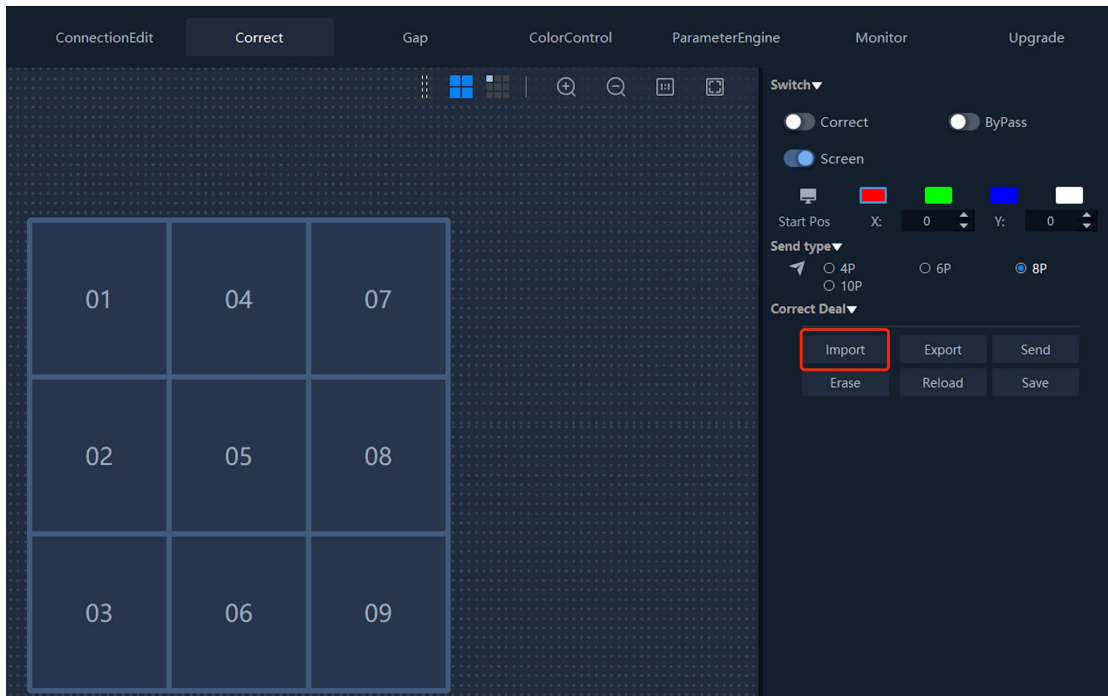 ConnectionEdit Correct Gap ColorControl ParameterEngine Monitor Upgrade
1:1
Switch
Correct ByPass
Screen
Start Pos X: 0 Y: 0
Send type
4P 6P 8P
10P
Correct Deal
Import Export Send
Erase Reload Save
01 04 07
02 05 08
03 06 09